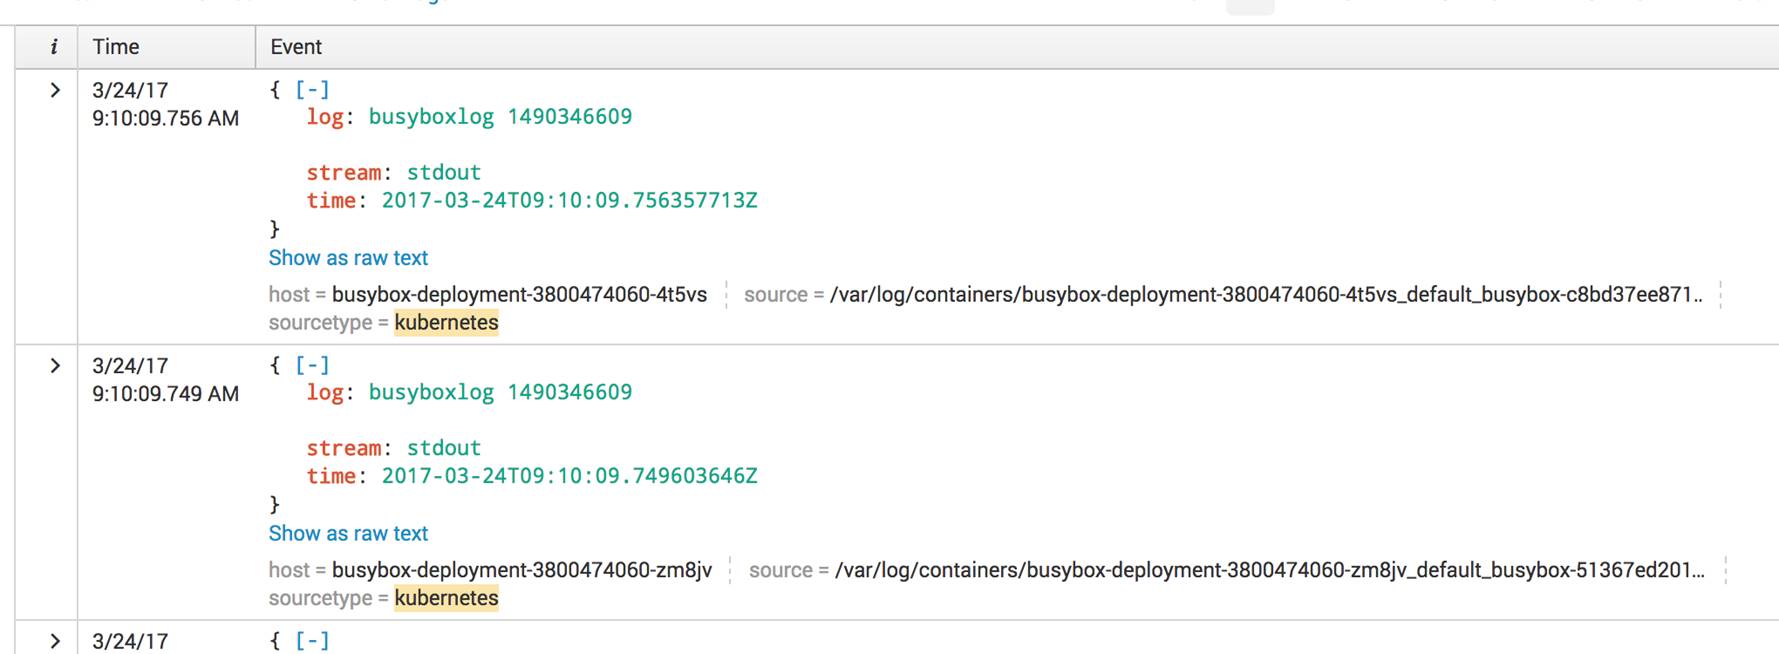 i Time Event
> 3/24/17 { [-]
9:10:09.756 AM log: busyboxlog 1490346609
stream: stdout
time: 2017-03-24T09:10:09.756357713Z
}
Show as raw text
host = busybox-deployment-3800474060-4t5vs source = /var/log/containers/busybox-deployment-3800474060-4t5vs_default_busybox-c8bd37ee871..
sourcetype = kubernetes
> 3/24/17 { [-]
9:10:09.749 AM log: busyboxlog 1490346609
stream: stdout
time: 2017-03-24T09:10:09.749603646Z
}
Show as raw text
host = busybox-deployment-3800474060-zm8jv source = /var/log/containers/busybox-deployment-3800474060-zm8jv_default_busybox-51367ed201...
sourcetype = kubernetes
> 3/24/17 { [-]